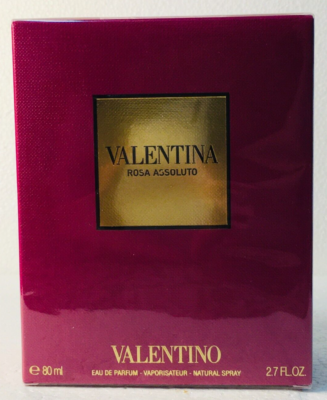 VALENTINA
ROSA ASSOLUTO
VALENTINO
℮ 80 ml EAU DE PARFUM - VAPORISATEUR - NATURAL SPRAY 2.7 FL.OZ.